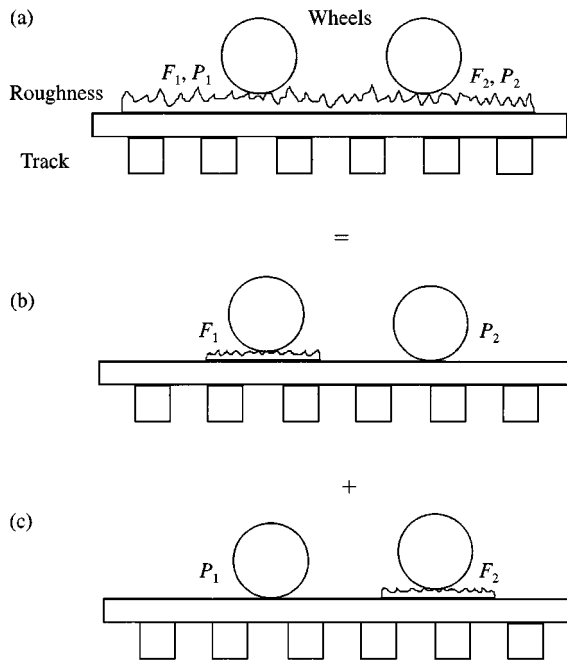 (a)
Wheels
F₁, P₁
F₂, P₂
Roughness
Track
=
(b)
F₁
P₂
+
(c)
P₁
F₂